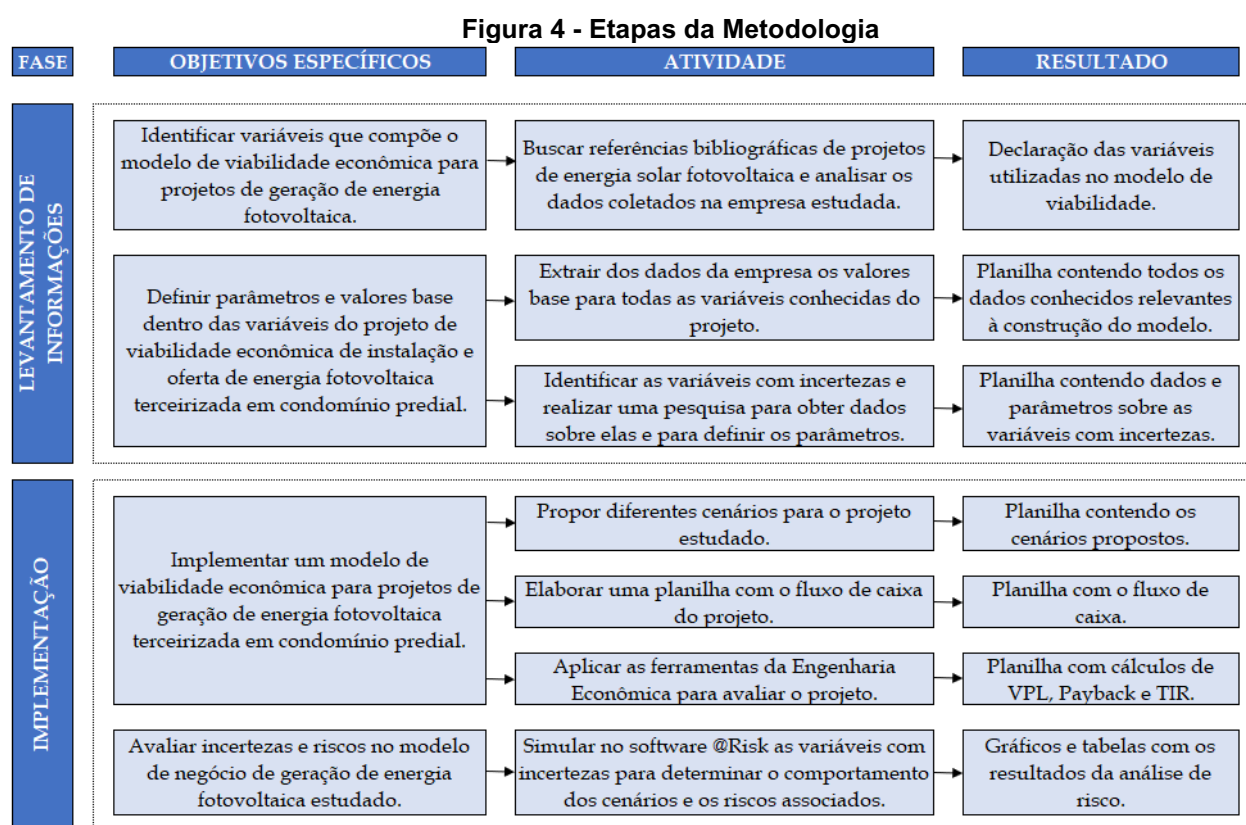 Figura 4 - Etapas da Metodologia
FASE
OBJETIVOS ESPECÍFICOS
ATIVIDADE
RESULTADO
LEVANTAMENTO DE
INFORMAÇÕES
Identificar variáveis que compõe o
modelo de viabilidade econômica para
projetos de geração de energia
fotovoltaica.
Buscar referências bibliográficas de projetos
de energia solar fotovoltaica e analisar os
dados coletados na empresa estudada.
Declaração das variáveis
utilizadas no modelo de
viabilidade.
Definir parâmetros e valores base
dentro das variáveis do projeto de
viabilidade econômica de instalação e
oferta de energia fotovoltaica
terceirizada em condomínio predial.
Extrair dos dados da empresa os valores
base para todas as variáveis conhecidas do
projeto.
Planilha contendo todos os
dados conhecidos relevantes
à construção do modelo.
Identificar as variáveis com incertezas e
realizar uma pesquisa para obter dados
sobre elas e para definir os parâmetros.
Planilha contendo dados e
parâmetros sobre as
variáveis com incertezas.
IMPLEMENTAÇÃO
Implementar um modelo de
viabilidade econômica para projetos de
geração de energia fotovoltaica
terceirizada em condomínio predial.
Propor diferentes cenários para o projeto
estudado.
Planilha contendo os
cenários propostos.
Elaborar uma planilha com o fluxo de caixa
do projeto.
Planilha com o fluxo de
caixa.
Aplicar as ferramentas da Engenharia
Econômica para avaliar o projeto.
Planilha com cálculos de
VPL, Payback e TIR.
Avaliar incertezas e riscos no modelo
de negócio de geração de energia
fotovoltaica estudado.
Simular no software @Risk as variáveis com
incertezas para determinar o comportamento
dos cenários e os riscos associados.
Gráficos e tabelas com os
resultados da análise de
risco.